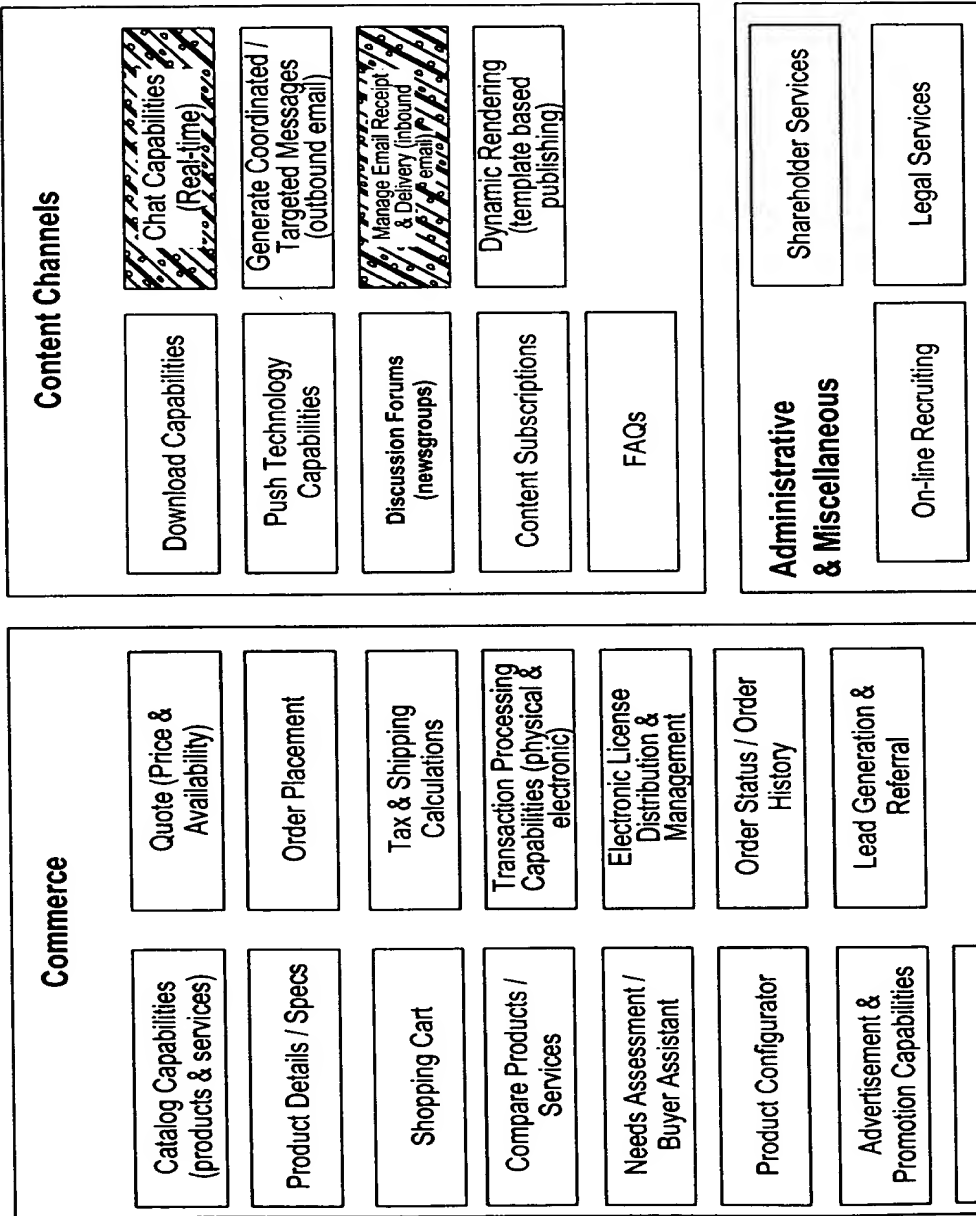 Commerce
Catalog Capabilities
(products & services)
Quote (Price &
Availability)
Product Details / Specs
Order Placement
Shopping Cart
Tax & Shipping
Calculations
Compare Products /
Services
Transaction Processing
Capabilities (physical &
electronic)
Needs Assessment /
Buyer Assistant
Electronic License
Distribution &
Management
Product Configurator
Order Status / Order
History
Advertisement &
Promotion Capabilities
Lead Generation &
Referral
Content Channels
Download Capabilities
Chat Capabilities
(Real-time)
Push Technology
Capabilities
Generate Coordinated /
Targeted Messages
(outbound email)
Discussion Forums
(newsgroups)
Manage Email Receipt
& Delivery (inbound
email)
Content Subscriptions
Dynamic Rendering
(template based
publishing)
FAQs
Administrative
& Miscellaneous
Shareholder Services
On-line Recruiting
Legal Services